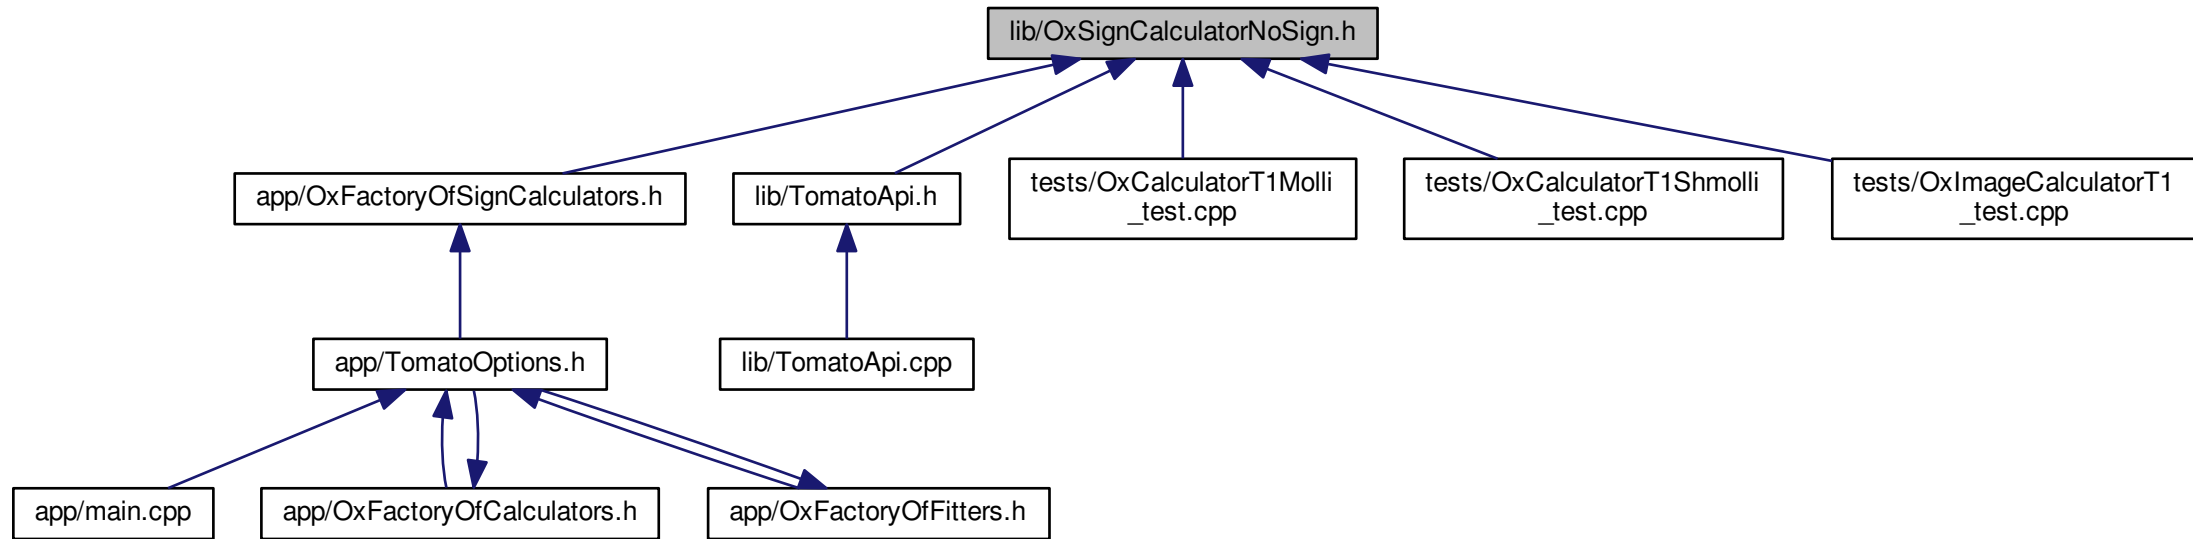 lib/OxSignCalculatorNoSign.h
app/OxFactoryOfSignCalculators.h
lib/TomatoApi.h
tests/OxCalculatorT1Molli
_test.cpp
tests/OxCalculatorT1Shmolli
_test.cpp
tests/OxImageCalculatorT1
_test.cpp
app/TomatoOptions.h
lib/TomatoApi.cpp
app/main.cpp
app/OxFactoryOfCalculators.h
app/OxFactoryOfFitters.h